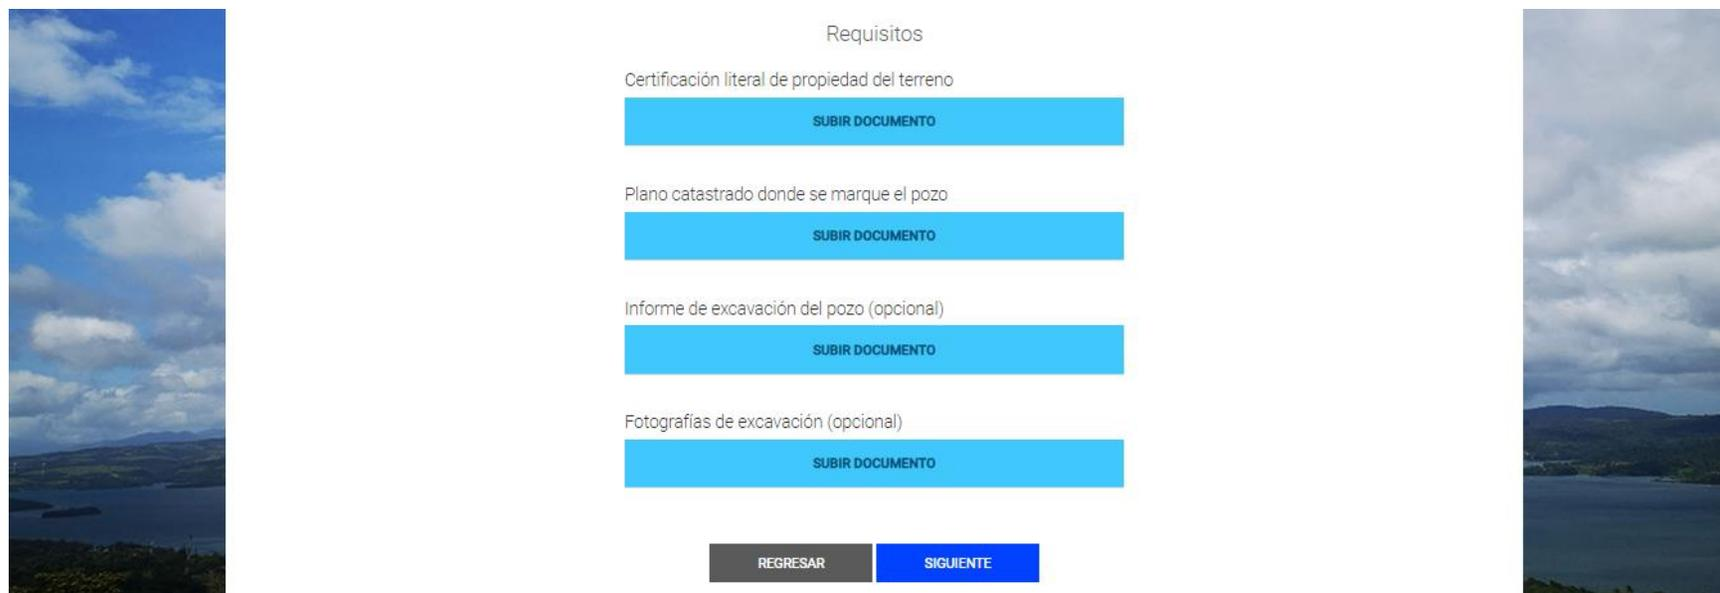 Requisitos
Certificación literal de propiedad del terreno
SUBIR DOCUMENTO
Plano catastrado donde se marque el pozo
SUBIR DOCUMENTO
Informe de excavación del pozo (opcional)
SUBIR DOCUMENTO
Fotografías de excavación (opcional)
SUBIR DOCUMENTO
REGRESAR SIGUIENTE